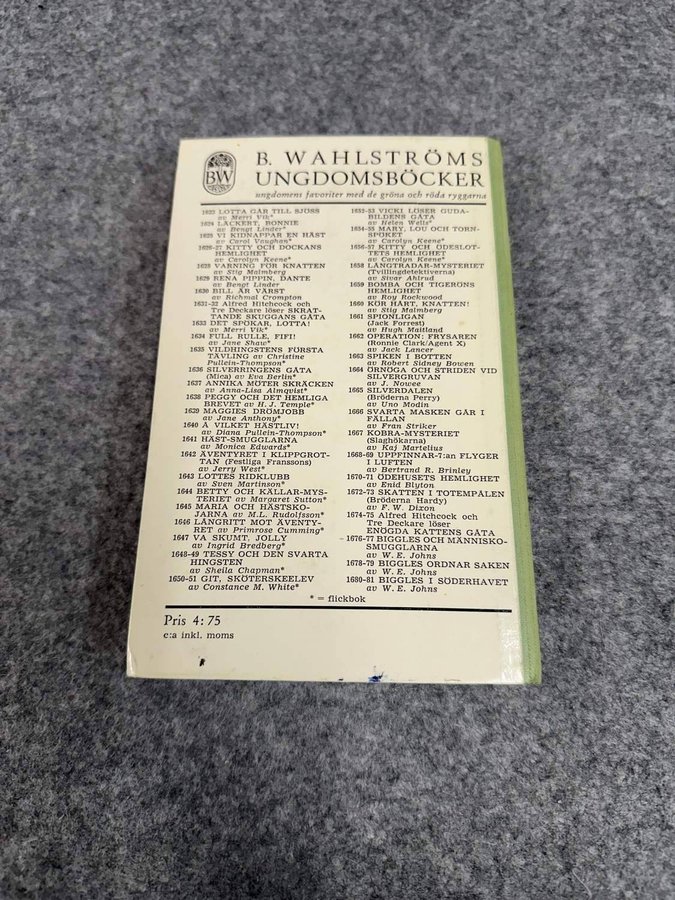 BW
B. WAHLSTRÖMS
UNGDOMSBÖCKER
ungdomens favoriter med de gröna och röda ryggarna
1623 LOTTA GÅR TILL SJÖSS
av Merri Vik*
1624 LÄCKERT, BONNIE
av Bengt Linder*
1625 VI KIDNAPPAR EN HÄST
av Carol Vaughan*
1626-27 KITTY OCH DOCKANS
HEMLIGHET
av Carolyn Keene*
1628 VARNING FÖR KNATTEN
av Stig Malmberg
1629 RENA PIPPIN, DANTE
av Bengt Linder
1630 BILL ÄR VÄRST
av Richmal Crompton
1631-32 Alfred Hitchcock och
Tre Deckare löser SKRAT-
TANDE SKUGGANS GÅTA
1633 DET SPÖKAR, LOTTA!
av Merri Vik*
1634 FULL RULLE, FIFI!
av Jane Shaw*
1635 VILDHINGSTENS FÖRSTA
TÄVLING av Christine
Pullein-Thompson*
1636 SILVERRINGENS GÅTA
(Mica) av Eva Berlin*
1637 ANNIKA MÖTER SKRÄCKEN
av Anna-Lisa Almqvist*
1638 PEGGY OCH DET HEMLIGA
BREVET av H. J. Temple*
1639 MAGGIES DRÖMJOBB
av Jane Anthony*
1640 Å VILKET HÄSTLIV!
av Diana Pullein-Thompson*
1641 HÄST-SMUGGLARNA
av Monica Edwards*
1642 ÄVENTYRET I KLIPPGROT-
TAN (Festliga Franssons)
av Jerry West*
1643 LOTTES RIDKLUBB
av Sven Martinson*
1644 BETTY OCH KÄLLAR-MYS-
TERIET av Margaret Sutton*
1645 MARIA OCH HÄSTSKO-
JARNA av M.L. Rudolfsson*
1646 LÅNGRITT MOT ÄVENTY-
RET av Primrose Cumming*
1647 VA SKUMT, JOLLY
av Ingrid Bredberg*
1648-49 TESSY OCH DEN SVARTA
HINGSTEN
av Sheila Chapman*
1650-51 GIT, SKÖTERSKEELEV
av Constance M. White*
1652-53 VICKI LÖSER GUDA-
BILDENS GÅTA
av Helen Wells*
1654-55 MARY, LOU OCH TORN-
SPÖKET
av Carolyn Keene*
1656-57 KITTY OCH ÖDESLOT-
TETS HEMLIGHET
av Carolyn Keene*
1658 LÅNGTRADAR-MYSTERIET
(Tvillingdetektiverna)
av Sivar Ahlrud
1659 BOMBA OCH TIGERÖNS
HEMLIGHET
av Roy Rockwood
1660 KÖR HÅRT, KNATTEN!
av Stig Malmberg
1661 SPIONLIGAN
(Jack Forrest)
av Hugh Maitland
1662 OPERATION: FRYSAREN
(Ronnie Clark/Agent X)
av Jack Lancer
1663 SPIKEN I BOTTEN
av Robert Sidney Bowen
1664 ÖRNÖGA OCH STRIDEN VID
SILVERGRUVAN
av J. Nowee
1665 SILVERDALEN
(Bröderna Perry)
av Uno Modin
1666 SVARTA MASKEN GÅR I
FÄLLAN
av Fran Striker
1667 KOBRA-MYSTERIET
(Slaghökarna)
av Kaj Martelius
1668-69 UPPFINNAR-7:an FLYGER
I LUFTEN
av Bertrand R. Brinley
1670-71 ÖDEHUSETS HEMLIGHET
av Enid Blyton
1672-73 SKATTEN I TOTEMPÅLEN
(Bröderna Hardy)
av F. W. Dixon
1674-75 Alfred Hitchcock och
Tre Deckare löser
ENÖGDA KATTENS GÅTA
1676-77 BIGGLES OCH MÄNNISKO-
SMUGGLARNA
av W. E. Johns
1678-79 BIGGLES ORDNAR SAKEN
av W. E. Johns
1680-81 BIGGLES I SÖDERHAVET
av W. E. Johns
* = flickbok
Pris 4: 75
c:a inkl. moms